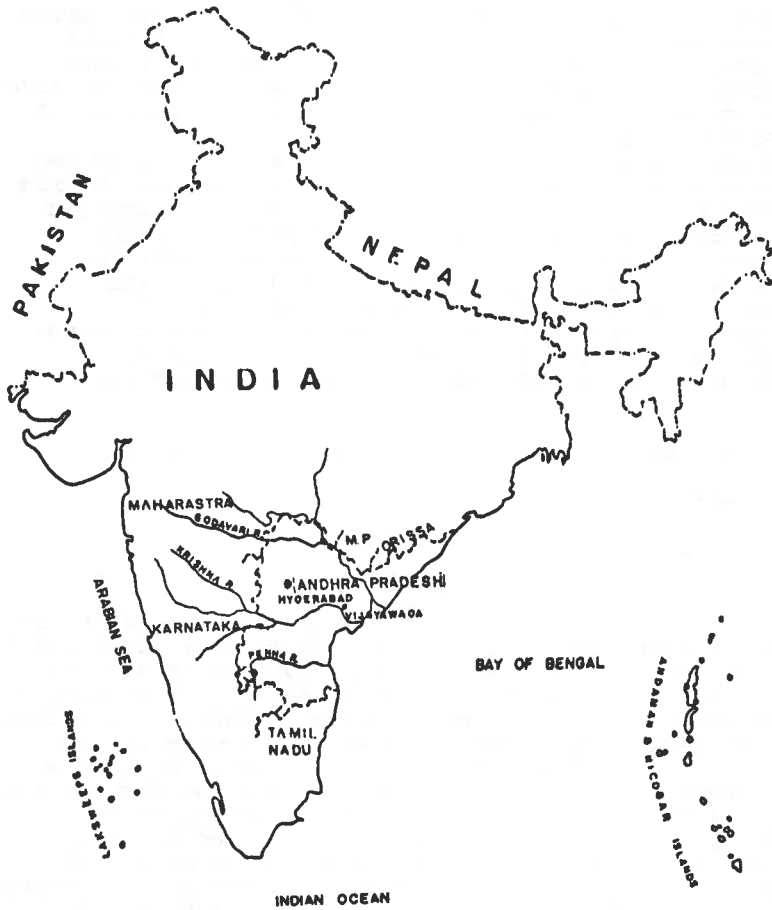 PAKISTAN
NEPAL
INDIA
MAHARASTRA
GODAVARI R.
M.P
ORISSA
KRISHNA R.
ANDHRA PRADESH
HYDERABAD
VIJAYAWADA
ARABIAN SEA
KARNATAKA
PENNA R.
BAY OF BENGAL
ANDAMAN & NICOBAR ISLANDS
TAMIL
NADU
LAKSWEEPS ISLANDS
INDIAN OCEAN